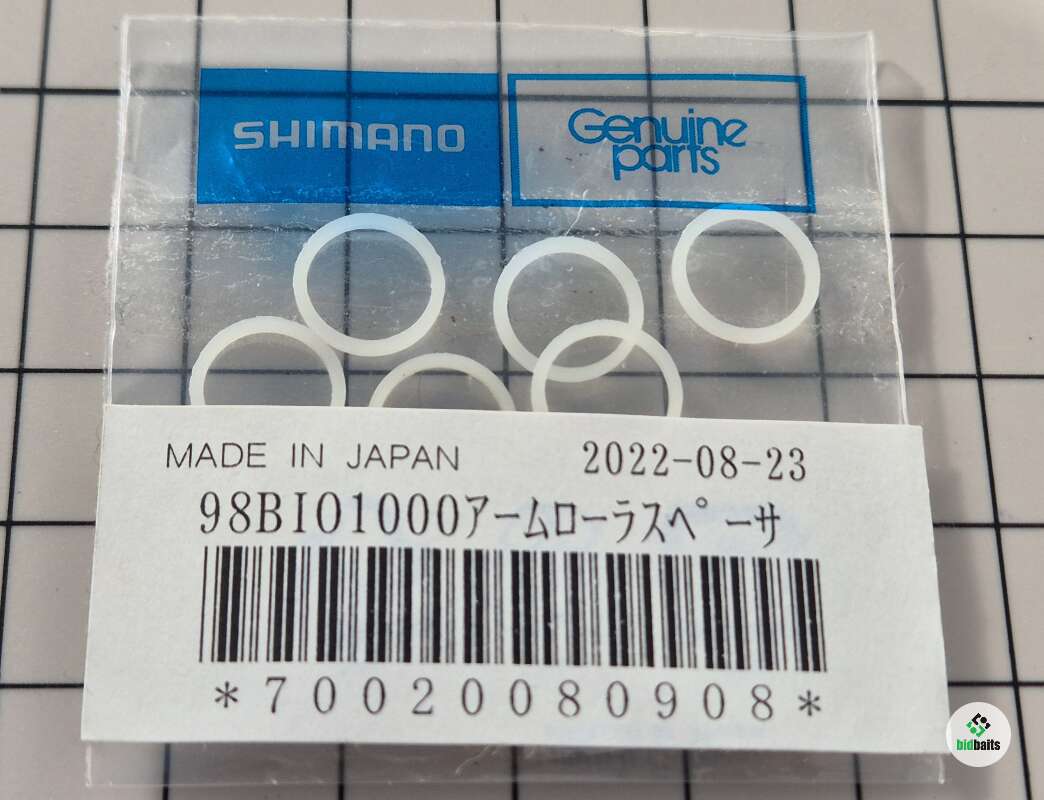 SHIMANO
Genuine
parts
MADE IN JAPAN 2022-08-23
98BIO1000アームローラスペーサ
*70020080908*
bidbaits